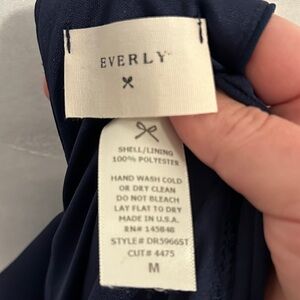 EVERLY
SHELL/LINING
100% POLYESTER
HAND WASH COLD
OR DRY CLEAN
DO NOT BLEACH
LAY FLAT TO DRY
MADE IN U.S.A.
RN# 145848
STYLE# DR5966ST
CUT# 4475
M